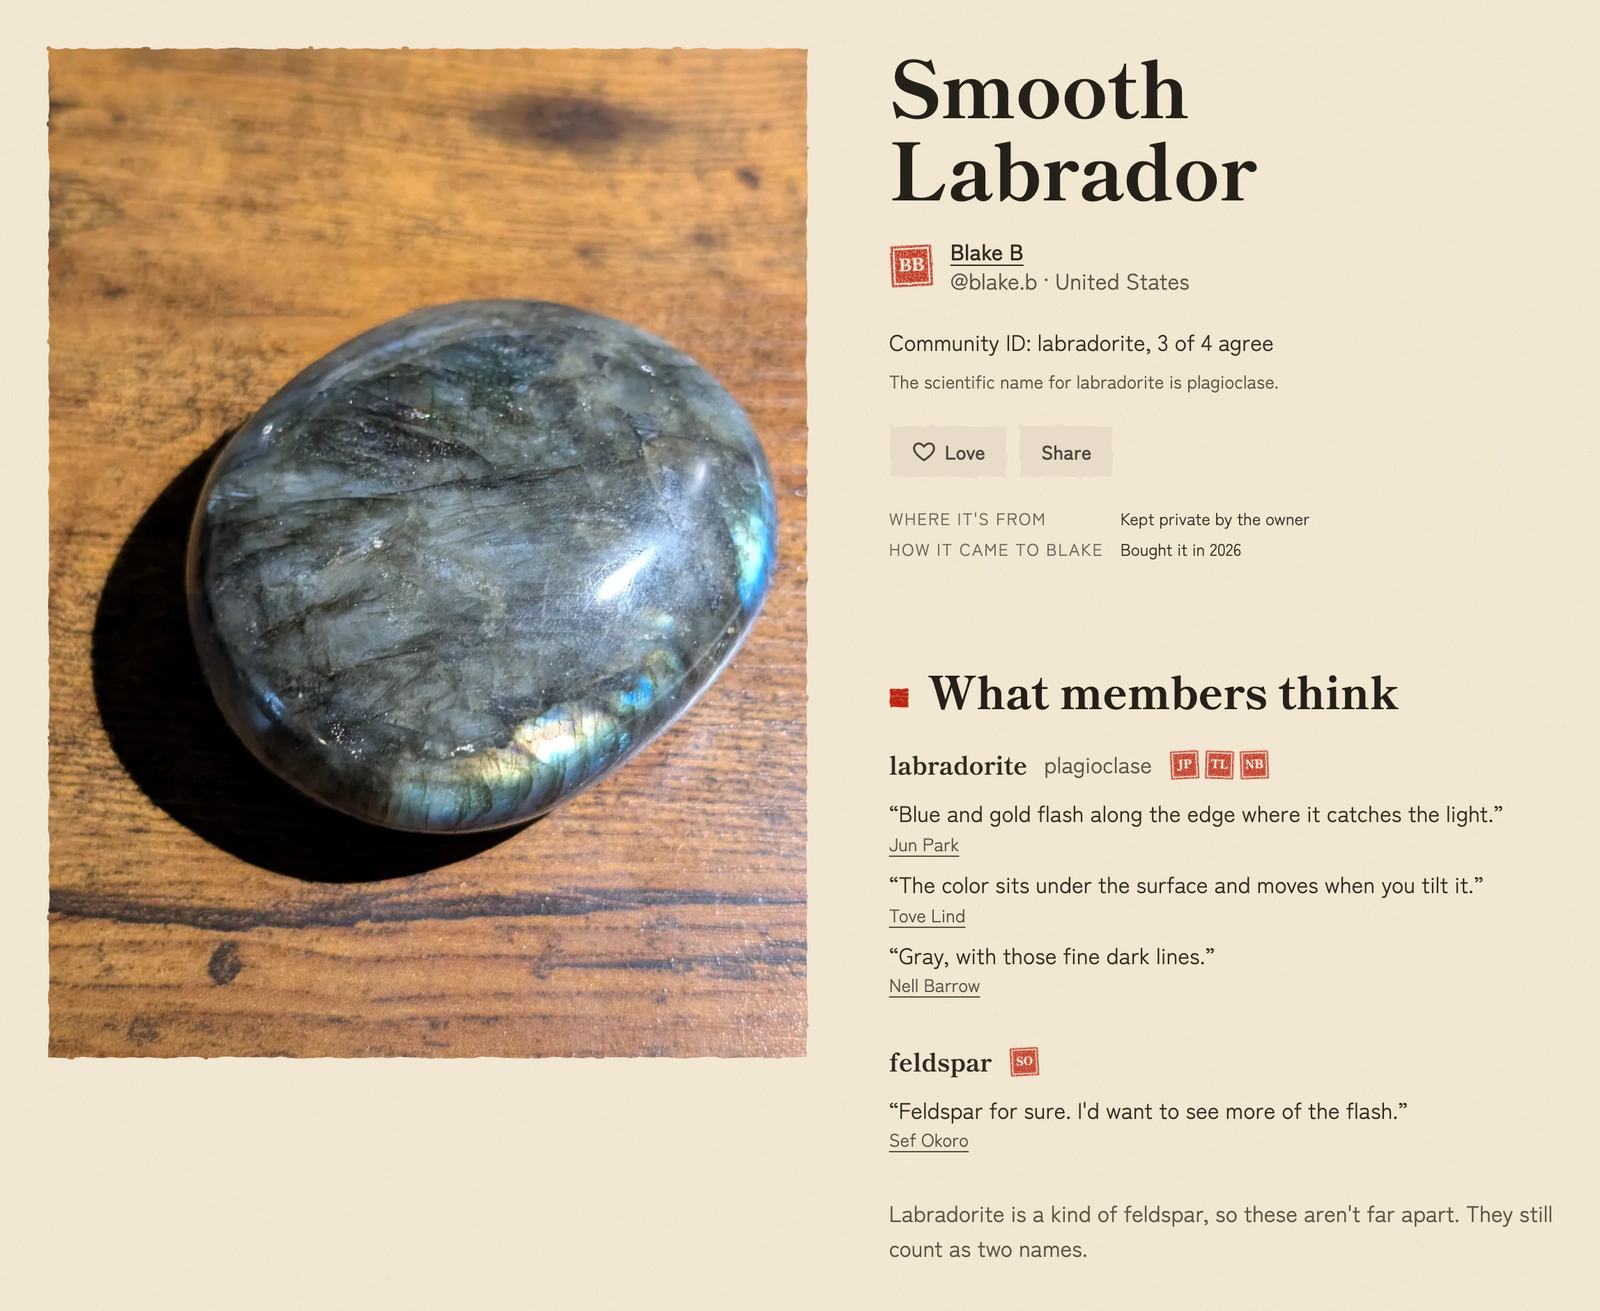 Smooth
Labrador
BB
Blake B
@blake.b · United States
Community ID: labradorite, 3 of 4 agree
The scientific name for labradorite is plagioclase.
Love
Share
WHERE IT'S FROM Kept private by the owner
HOW IT CAME TO BLAKE Bought it in 2026
What members think
labradorite plagioclase JP TL NB
“Blue and gold flash along the edge where it catches the light.”
Jun Park
“The color sits under the surface and moves when you tilt it.”
Tove Lind
“Gray, with those fine dark lines.”
Nell Barrow
feldspar SO
“Feldspar for sure. I'd want to see more of the flash.”
Sef Okoro
Labradorite is a kind of feldspar, so these aren't far apart. They still
count as two names.